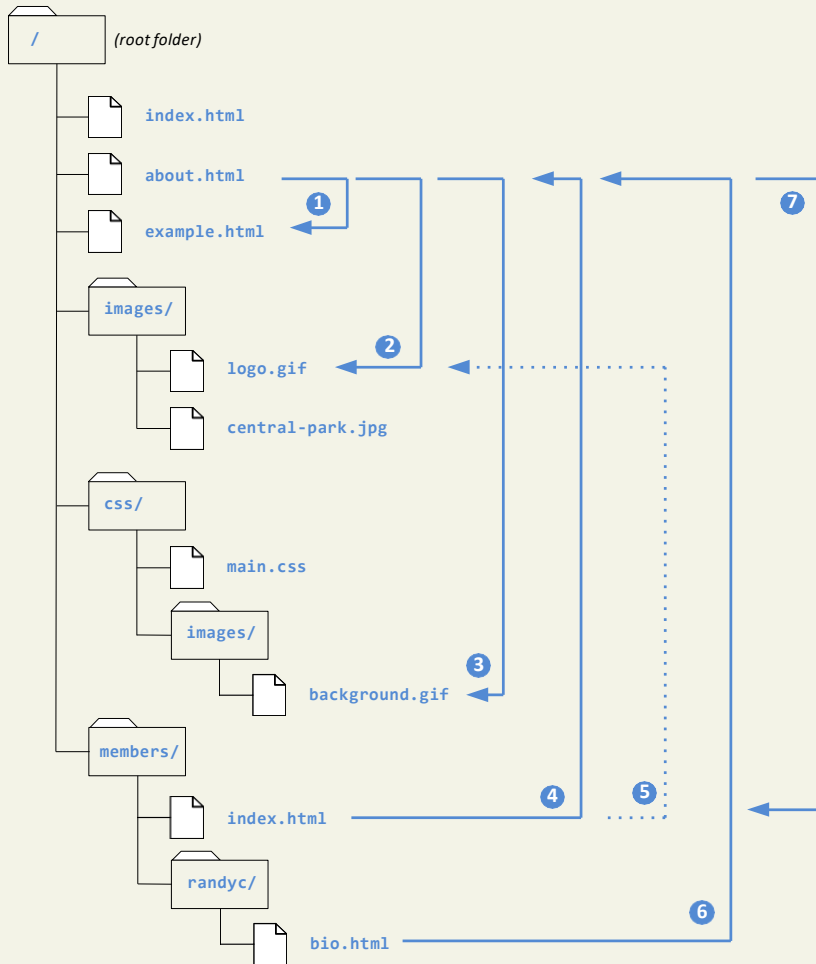 / (root folder)
index.html
about.html
1
7
example.html
images/
2
logo.gif
central-park.jpg
css/
main.css
images/
3
background.gif
members/
4
5
index.html
randyc/
6
bio.html